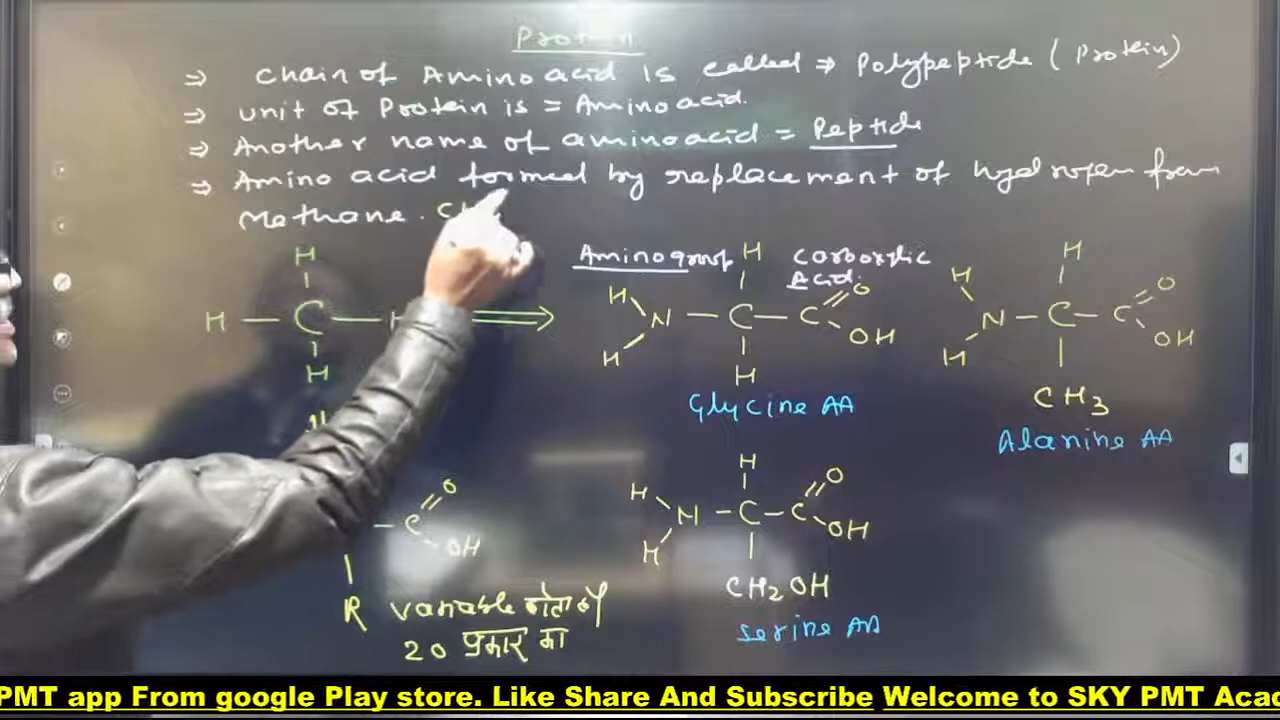 Protein
⇒ Chain of Amino acid is called ⇒ Polypeptide (Protein)
⇒ unit of Protein is = Amino acid.
⇒ Another name of amino acid = Peptide
⇒ Amino acid formed by replacement of hydrogen from
Methane.
H
H — C — H
H
Amino group
carboxylic
Acid.
H
H
H
N — C — C
O
OH
H
Glycine AA
H
H
H
N — C — C
O
OH
CH3
Alanine AA
— C
O
OH
R variable
20 प्रकार का
H
H
H
N — C — C
O
OH
CH2OH
Serine AA
PMT app From google Play store. Like Share And Subscribe Welcome to SKY PMT Aca